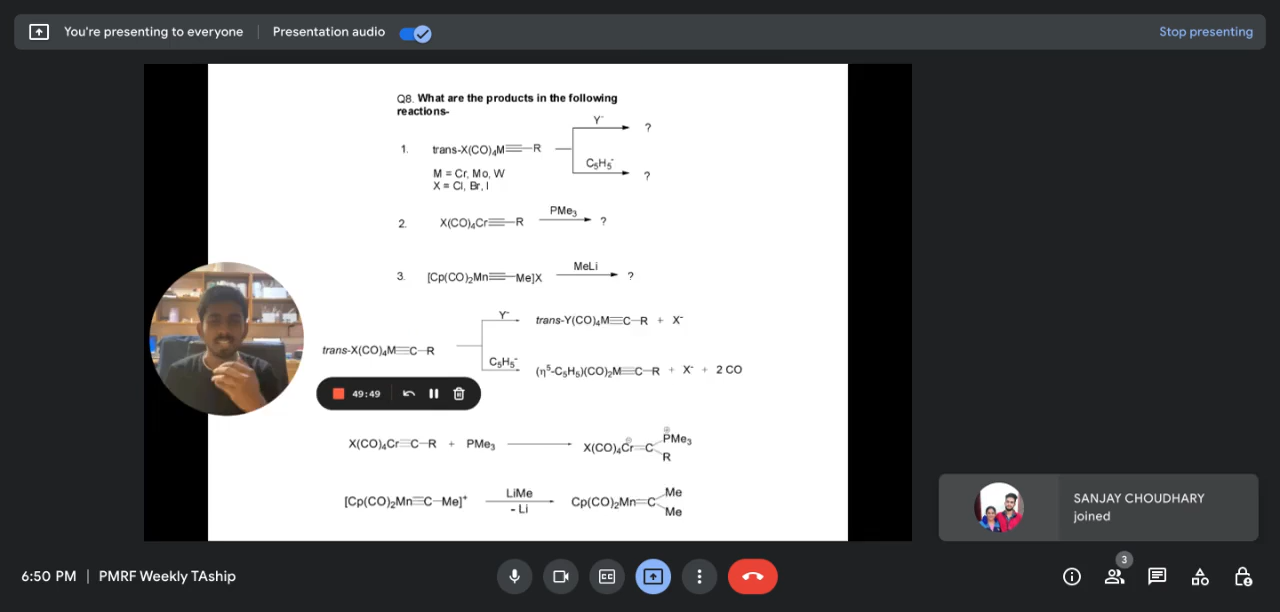 You're presenting to everyone
Presentation audio
Stop presenting
Q8. What are the products in the following
reactions-
1. trans-X(CO)₄M≡—R
Y⁻ ?
C₅H₅⁻ ?
M = Cr, Mo, W
X = Cl, Br, I
2. X(CO)₄Cr≡—R PMe₃ ?
3. [Cp(CO)₂Mn≡—Me]X MeLi ?
trans-X(CO)₄M≡C–R
Y⁻ trans-Y(CO)₄M≡C–R + X⁻
C₅H₅⁻ (η⁵-C₅H₅)(CO)₂M≡C–R + X⁻ + 2 CO
49:49
X(CO)₄Cr≡C–R + PMe₃ X(CO)₄Cr⊖=C PMe₃⊕ R
[Cp(CO)₂Mn≡C–Me]⁺ LiMe - Li Cp(CO)₂Mn=C Me Me
SANJAY CHOUDHARY
joined
6:50 PM | PMRF Weekly TAship
3